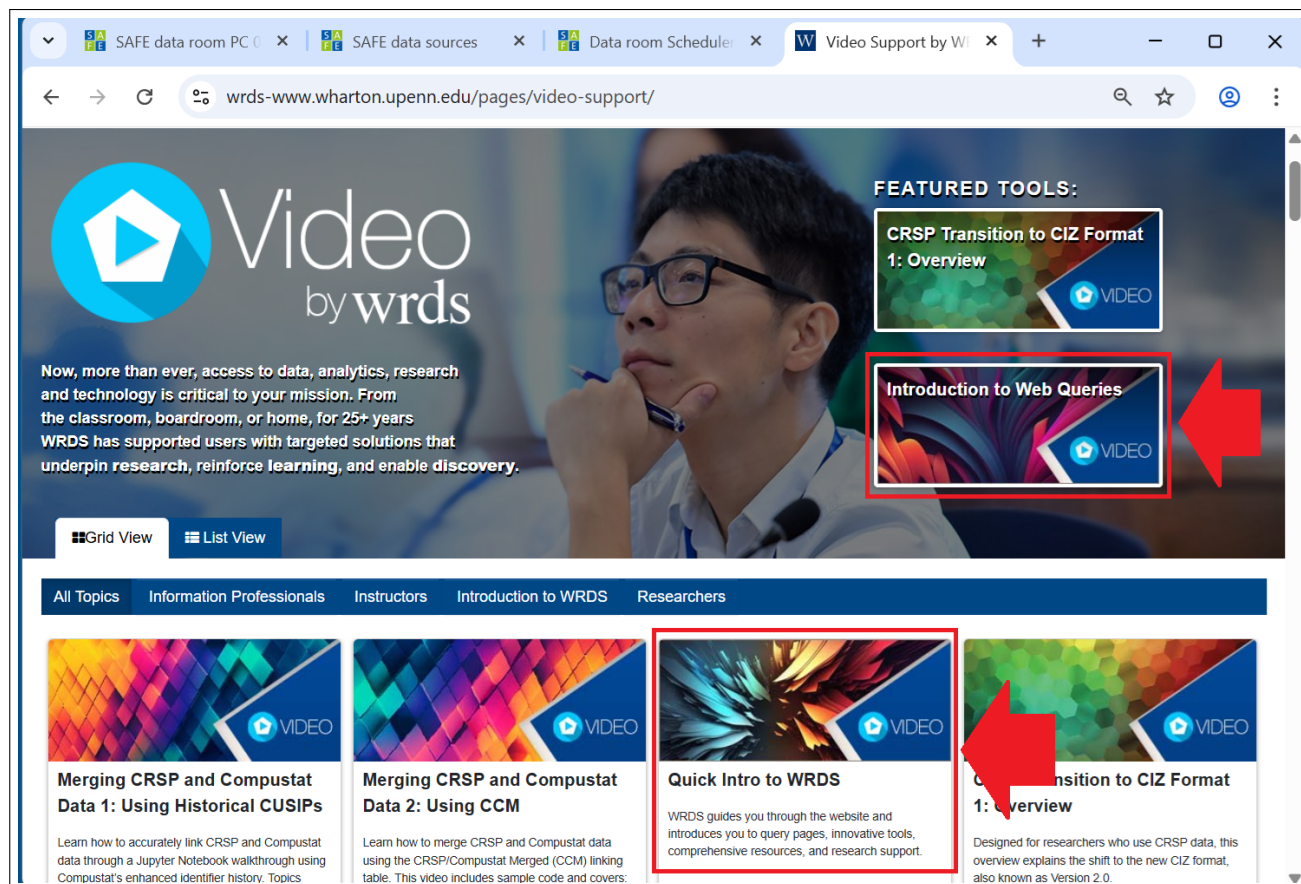 SAFE data room PC 0
SAFE data sources
Data room Scheduler
W Video Support by W
wrds-www.wharton.upenn.edu/pages/video-support/
Video
by wrds
Now, more than ever, access to data, analytics, research
and technology is critical to your mission. From
the classroom, boardroom, or home, for 25+ years
WRDS has supported users with targeted solutions that
underpin research, reinforce learning, and enable discovery.
FEATURED TOOLS:
CRSP Transition to CIZ Format
1: Overview
VIDEO
Introduction to Web Queries
VIDEO
Grid View
List View
All Topics
Information Professionals
Instructors
Introduction to WRDS
Researchers
VIDEO
Merging CRSP and Compustat
Data 1: Using Historical CUSIPs
Learn how to accurately link CRSP and Compustat
data through a Jupyter Notebook walkthrough using
Compustat's enhanced identifier history. Topics
VIDEO
Merging CRSP and Compustat
Data 2: Using CCM
Learn how to merge CRSP and Compustat data
using the CRSP/Compustat Merged (CCM) linking
table. This video includes sample code and covers:
VIDEO
Quick Intro to WRDS
WRDS guides you through the website and
introduces you to query pages, innovative tools,
comprehensive resources, and research support.
VIDEO
nsition to CIZ Format
1: Overview
Designed for researchers who use CRSP data, this
overview explains the shift to the new CIZ format,
also known as Version 2.0.